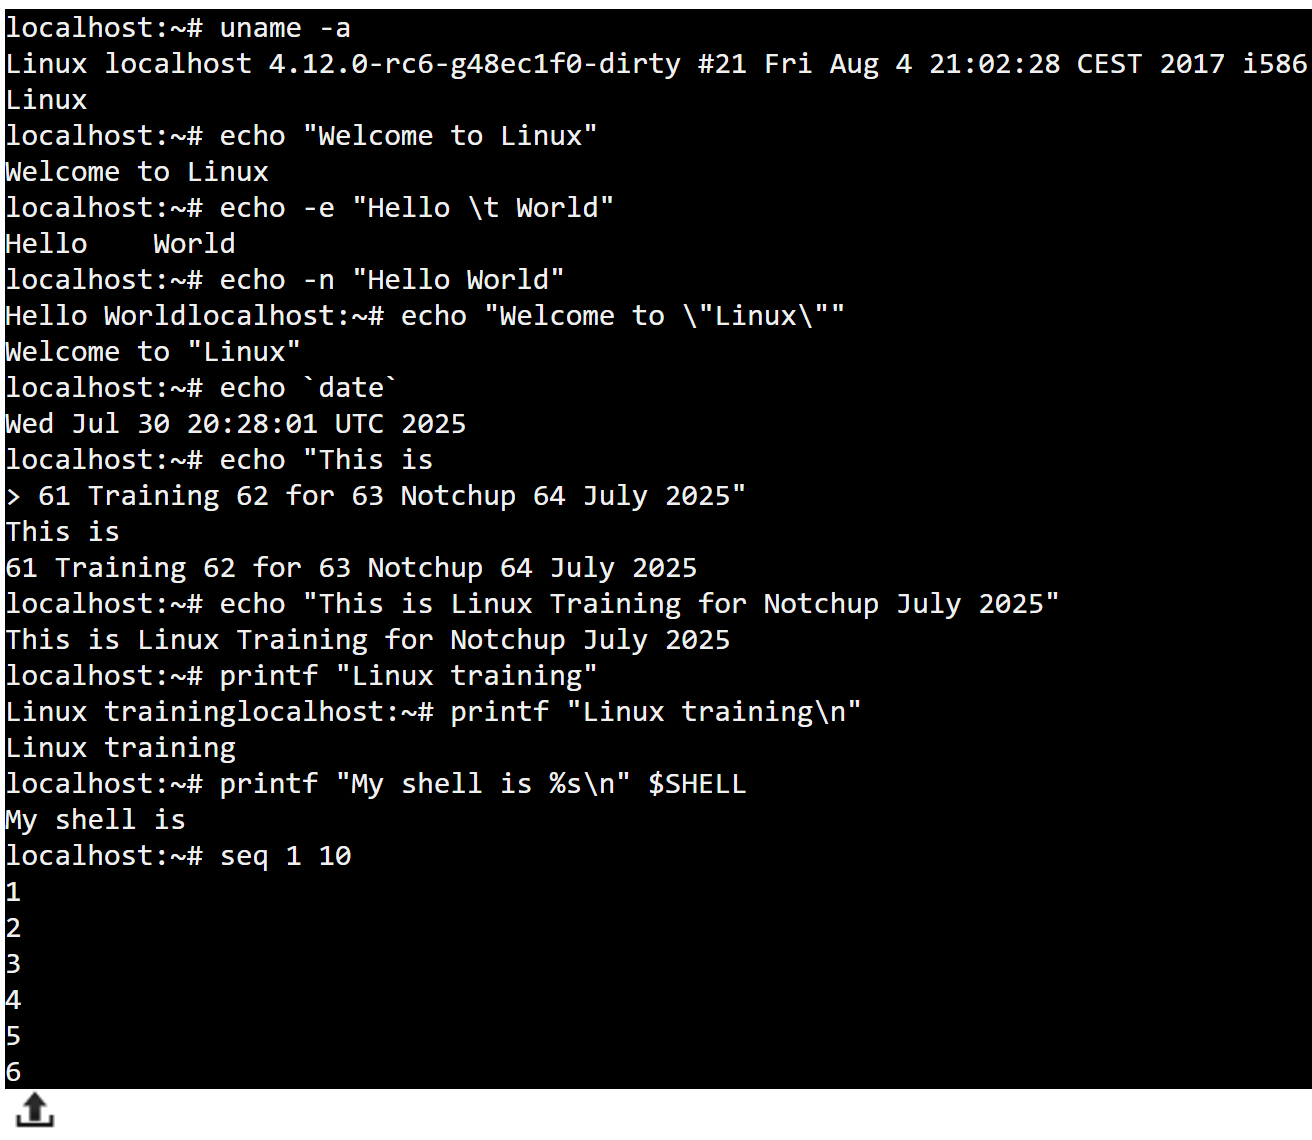 localhost:~# uname -a
Linux localhost 4.12.0-rc6-g48ec1f0-dirty #21 Fri Aug 4 21:02:28 CEST 2017 i586
Linux
localhost:~# echo "Welcome to Linux"
Welcome to Linux
localhost:~# echo -e "Hello \t World"
Hello    World
localhost:~# echo -n "Hello World"
Hello Worldlocalhost:~# echo "Welcome to \"Linux\""
Welcome to "Linux"
localhost:~# echo `date`
Wed Jul 30 20:28:01 UTC 2025
localhost:~# echo "This is
> 61 Training 62 for 63 Notchup 64 July 2025"
This is
61 Training 62 for 63 Notchup 64 July 2025
localhost:~# echo "This is Linux Training for Notchup July 2025"
This is Linux Training for Notchup July 2025
localhost:~# printf "Linux training"
Linux traininglocalhost:~# printf "Linux training\n"
Linux training
localhost:~# printf "My shell is %s\n" $SHELL
My shell is
localhost:~# seq 1 10
1
2
3
4
5
6